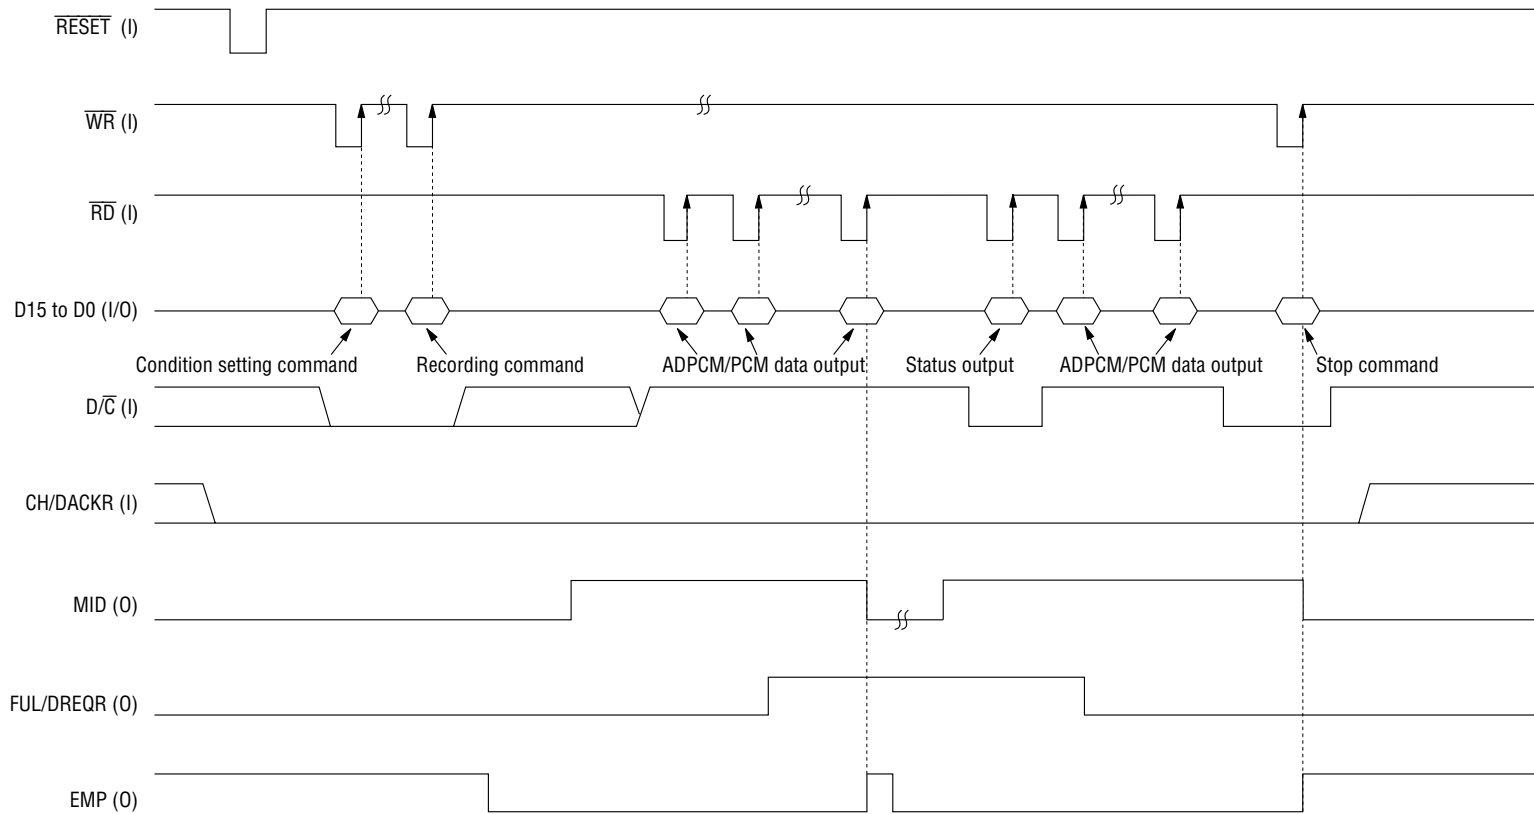 RESET (I)
WR (I)
RD (I)
D15 to D0 (I/O)
Condition setting command
Recording command
ADPCM/PCM data output
Status output
ADPCM/PCM data output
Stop command
D/C (I)
CH/DACKR (I)
MID (O)
FUL/DREQR (O)
EMP (O)